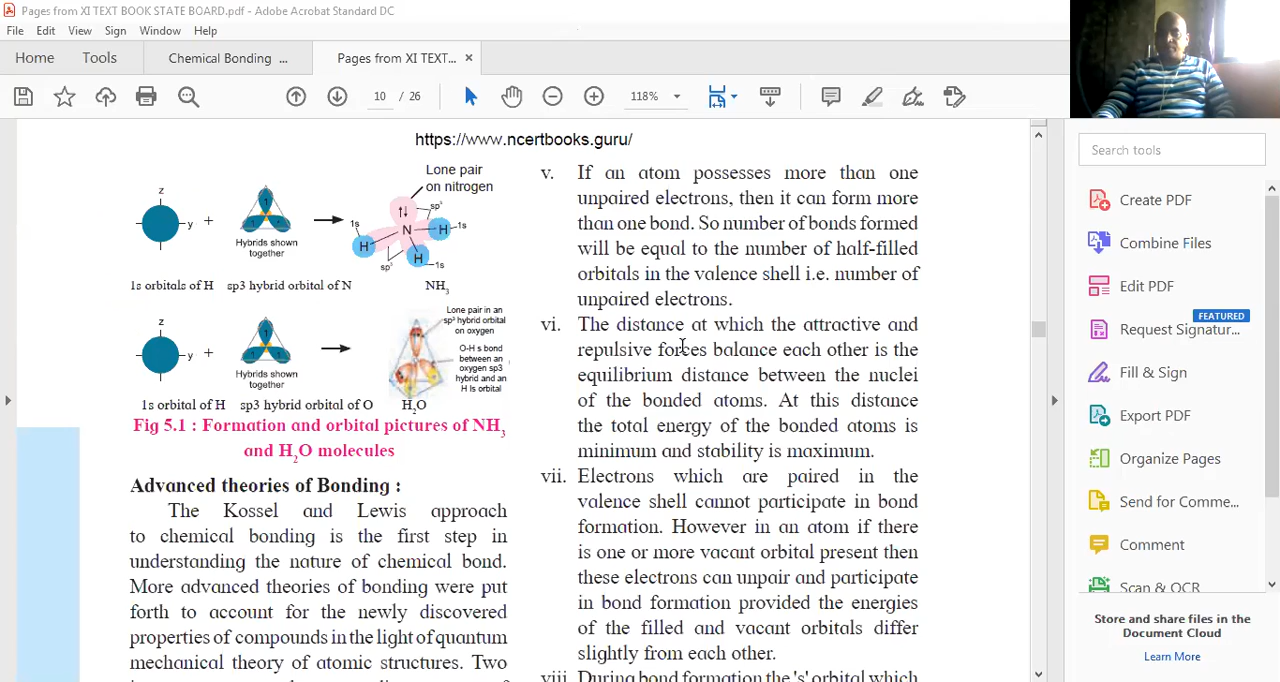 Pages from XI TEXT BOOK STATE BOARD.pdf - Adobe Acrobat Standard DC
File Edit View Sign Window Help
Home Tools Chemical Bonding ... Pages from XI TEXT... ×
10 / 26 118%
https://www.ncertbooks.guru/
Lone pair
on nitrogen
z
y
+
Hybrids shown
together
1s
sp³
N
H
1s
H
H
sp³
1s
1s orbitals of H sp3 hybrid orbital of N NH3
z
y
+
Hybrids shown
together
Lone pair in an
sp³ hybrid orbital
on oxygen
O-H s bond
between an
oxygen sp3
hybrid and an
H Is orbital
1s orbital of H sp3 hybrid orbital of O H2O
Fig 5.1 : Formation and orbital pictures of NH3
and H2O molecules
Advanced theories of Bonding :
The Kossel and Lewis approach
to chemical bonding is the first step in
understanding the nature of chemical bond.
More advanced theories of bonding were put
forth to account for the newly discovered
properties of compounds in the light of quantum
mechanical theory of atomic structures. Two
v. If an atom possesses more than one
unpaired electrons, then it can form more
than one bond. So number of bonds formed
will be equal to the number of half-filled
orbitals in the valence shell i.e. number of
unpaired electrons.
vi. The distance at which the attractive and
repulsive forces balance each other is the
equilibrium distance between the nuclei
of the bonded atoms. At this distance
the total energy of the bonded atoms is
minimum and stability is maximum.
vii. Electrons which are paired in the
valence shell cannot participate in bond
formation. However in an atom if there
is one or more vacant orbital present then
these electrons can unpair and participate
in bond formation provided the energies
of the filled and vacant orbitals differ
slightly from each other.
viii. During bond formation the 's' orbital which
Search tools
Create PDF
Combine Files
Edit PDF
FEATURED
Request Signatur...
Fill & Sign
Export PDF
Organize Pages
Send for Comme...
Comment
Scan & OCR
Store and share files in the
Document Cloud
Learn More